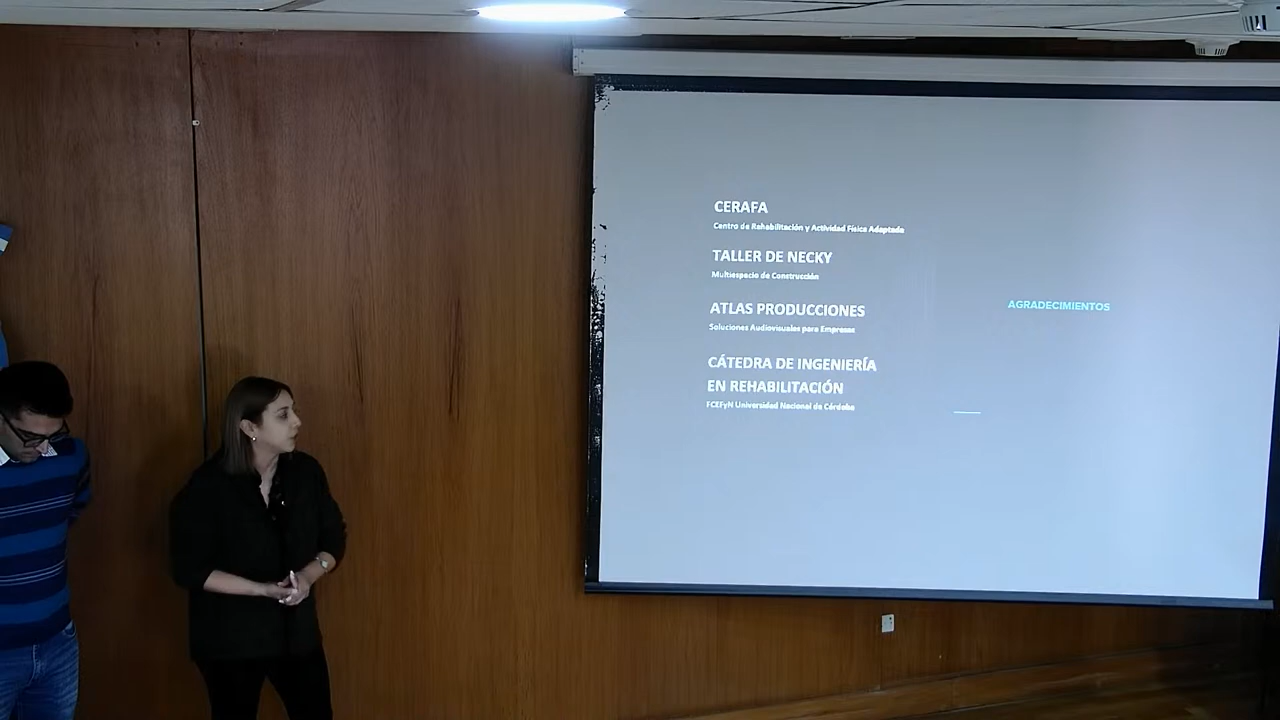 CERAFA
Centro de Rehabilitación y Actividad Física Adaptada
TALLER DE NECKY
Multiespacio de Construcción
ATLAS PRODUCCIONES
Soluciones Audiovisuales para Empresas
CÁTEDRA DE INGENIERÍA
EN REHABILITACIÓN
FCEFyN Universidad Nacional de Córdoba
AGRADECIMIENTOS